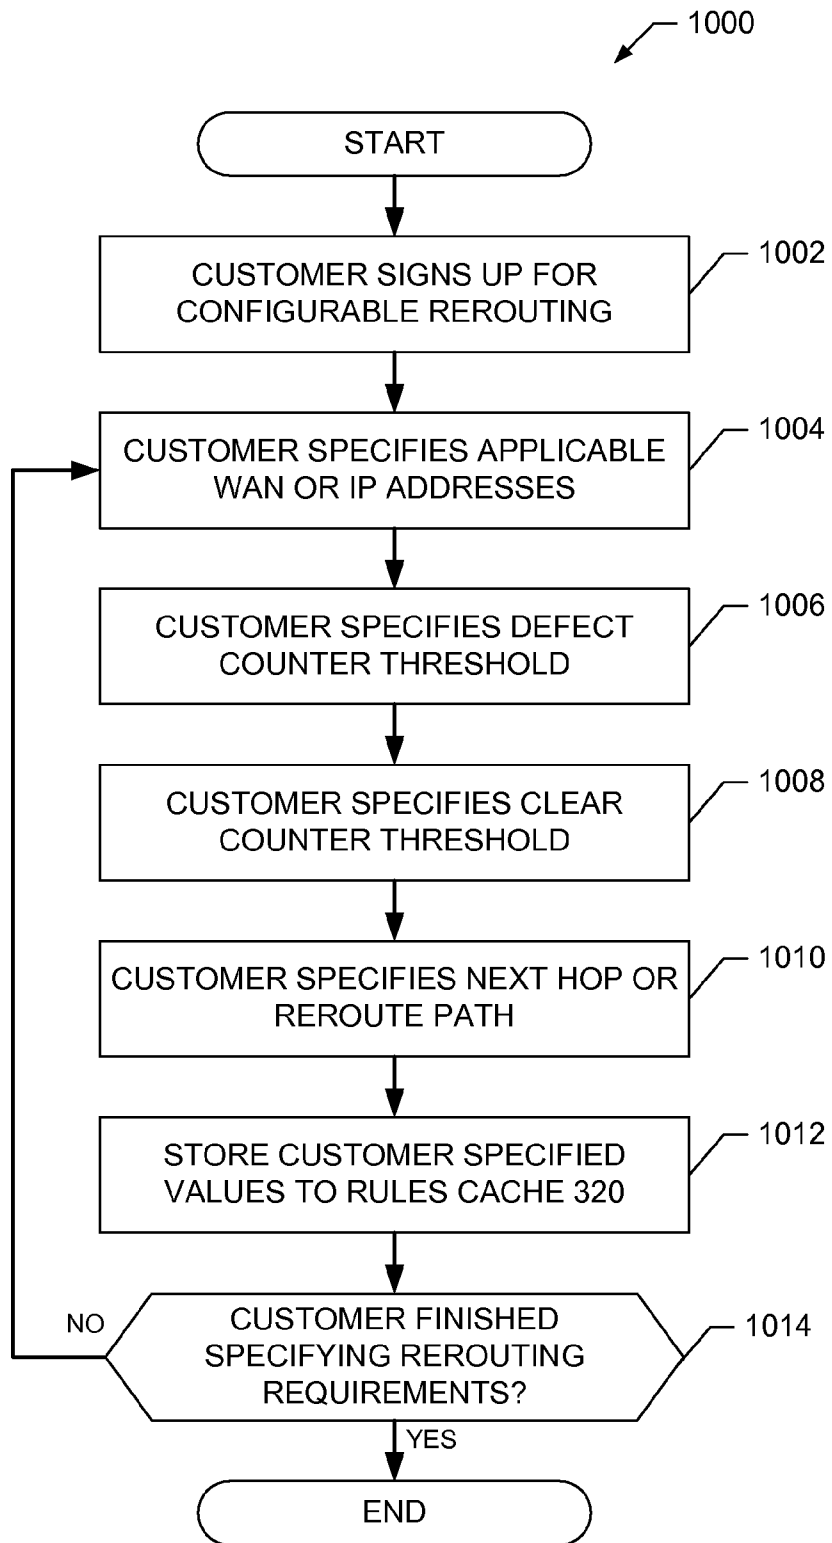 1000
START
CUSTOMER SIGNS UP FOR
CONFIGURABLE REROUTING
1002
CUSTOMER SPECIFIES APPLICABLE
WAN OR IP ADDRESSES
1004
CUSTOMER SPECIFIES DEFECT
COUNTER THRESHOLD
1006
CUSTOMER SPECIFIES CLEAR
COUNTER THRESHOLD
1008
CUSTOMER SPECIFIES NEXT HOP OR
REROUTE PATH
1010
STORE CUSTOMER SPECIFIED
VALUES TO RULES CACHE 320
1012
CUSTOMER FINISHED
SPECIFYING REROUTING
REQUIREMENTS?
1014
NO
YES
END